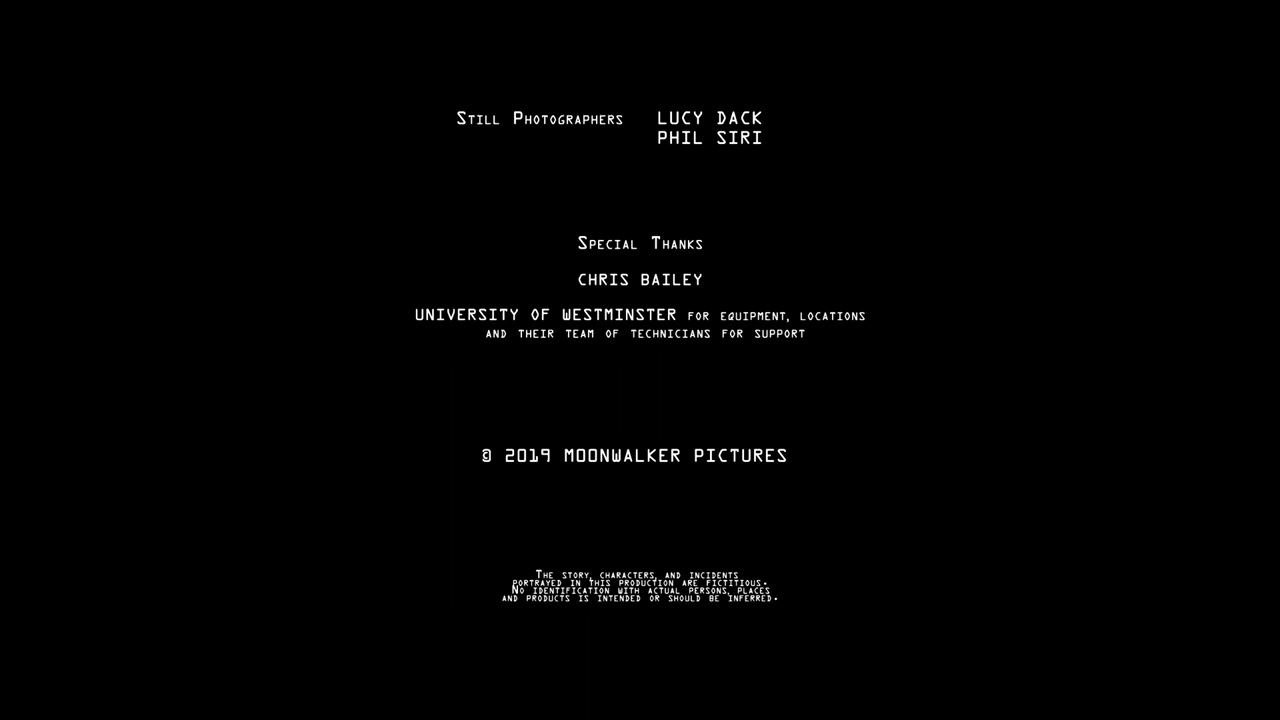 Still Photographers LUCY DACK
PHIL SIRI
Special Thanks
CHRIS BAILEY
UNIVERSITY OF WESTMINSTER FOR EQUIPMENT, LOCATIONS
AND THEIR TEAM OF TECHNICIANS FOR SUPPORT
© 2019 MOONWALKER PICTURES
The story, characters, and incidents
portrayed in this production are fictitious.
No identification with actual persons, places
and products is intended or should be inferred.